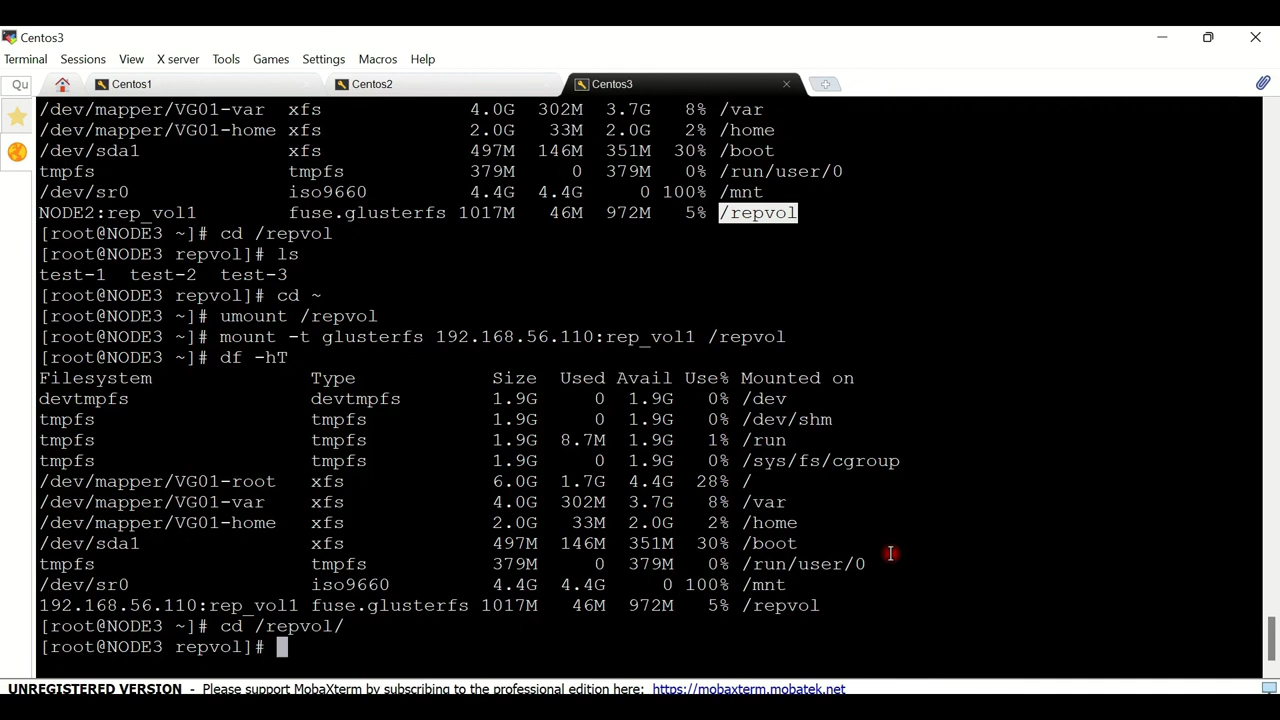 Centos3
Terminal Sessions View X server Tools Games Settings Macros Help
Qu Centos1 Centos2 Centos3
/dev/mapper/VG01-var xfs 4.0G 302M 3.7G 8% /var
/dev/mapper/VG01-home xfs 2.0G 33M 2.0G 2% /home
/dev/sda1 xfs 497M 146M 351M 30% /boot
tmpfs tmpfs 379M 0 379M 0% /run/user/0
/dev/sr0 iso9660 4.4G 4.4G 0 100% /mnt
NODE2:rep_vol1 fuse.glusterfs 1017M 46M 972M 5% /repvol
[root@NODE3 ~]# cd /repvol
[root@NODE3 repvol]# ls
test-1 test-2 test-3
[root@NODE3 repvol]# cd ~
[root@NODE3 ~]# umount /repvol
[root@NODE3 ~]# mount -t glusterfs 192.168.56.110:rep_vol1 /repvol
[root@NODE3 ~]# df -hT
Filesystem Type Size Used Avail Use% Mounted on
devtmpfs devtmpfs 1.9G 0 1.9G 0% /dev
tmpfs tmpfs 1.9G 0 1.9G 0% /dev/shm
tmpfs tmpfs 1.9G 8.7M 1.9G 1% /run
tmpfs tmpfs 1.9G 0 1.9G 0% /sys/fs/cgroup
/dev/mapper/VG01-root xfs 6.0G 1.7G 4.4G 28% /
/dev/mapper/VG01-var xfs 4.0G 302M 3.7G 8% /var
/dev/mapper/VG01-home xfs 2.0G 33M 2.0G 2% /home
/dev/sda1 xfs 497M 146M 351M 30% /boot
tmpfs tmpfs 379M 0 379M 0% /run/user/0
/dev/sr0 iso9660 4.4G 4.4G 0 100% /mnt
192.168.56.110:rep_vol1 fuse.glusterfs 1017M 46M 972M 5% /repvol
[root@NODE3 ~]# cd /repvol/
[root@NODE3 repvol]#
UNREGISTERED VERSION - Please support MobaXterm by subscribing to the professional edition here: https://mobaxterm.mobatek.net